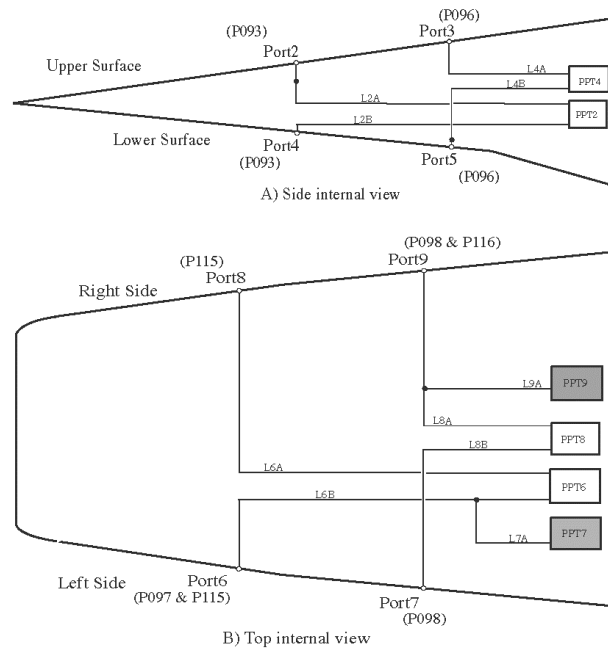 (P096)
(P093)
Port3
Port2
Upper Surface
L4A
PPT4
L4B
L2A
PPT2
L2B
Lower Surface
Port4
(P093)
Port5
(P096)
A) Side internal view
(P098 & P116)
(P115)
Port9
Port8
Right Side
L9A
PPT9
L8A
PPT8
L8B
L6A
PPT6
L6B
PPT7
L7A
Left Side
Port6
(P097 & P115)
Port7
(P098)
B) Top internal view